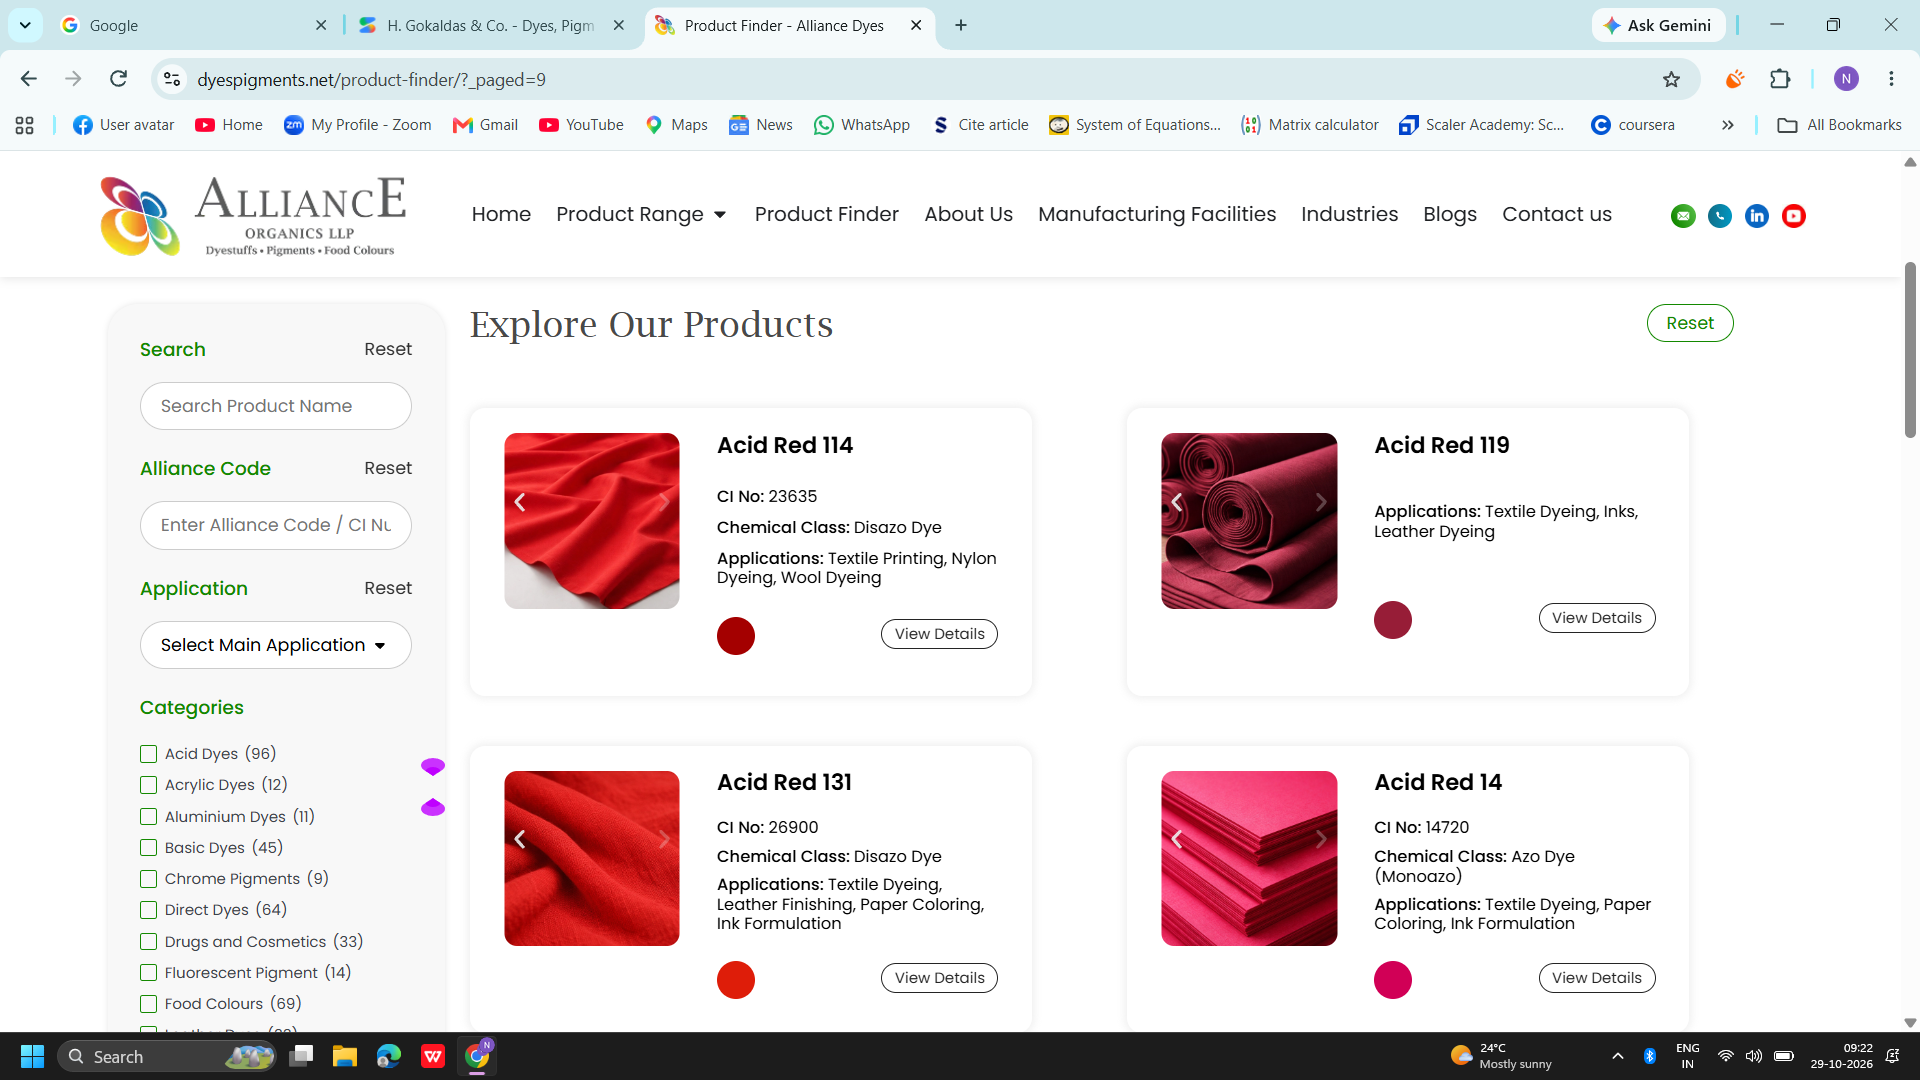 Google
H. Gokaldas & Co. - Dyes, Pigm
Product Finder - Alliance Dyes
Ask Gemini
dyespigments.net/product-finder/?_paged=9
N
User avatar
Home
My Profile - Zoom
Gmail
YouTube
Maps
News
WhatsApp
Cite article
System of Equations...
Matrix calculator
Scaler Academy: Sc...
coursera
All Bookmarks
ALLIANCE
ORGANICS LLP
Dyestuffs • Pigments • Food Colours
Home
Product Range
Product Finder
About Us
Manufacturing Facilities
Industries
Blogs
Contact us
Search
Reset
Search Product Name
Alliance Code
Reset
Enter Alliance Code / CI Nu
Application
Reset
Select Main Application
Categories
Acid Dyes (96)
Acrylic Dyes (12)
Aluminium Dyes (11)
Basic Dyes (45)
Chrome Pigments (9)
Direct Dyes (64)
Drugs and Cosmetics (33)
Fluorescent Pigment (14)
Food Colours (69)
Explore Our Products
Reset
Acid Red 114
CI No: 23635
Chemical Class: Disazo Dye
Applications: Textile Printing, Nylon
Dyeing, Wool Dyeing
View Details
Acid Red 119
Applications: Textile Dyeing, Inks,
Leather Dyeing
View Details
Acid Red 131
CI No: 26900
Chemical Class: Disazo Dye
Applications: Textile Dyeing,
Leather Finishing, Paper Coloring,
Ink Formulation
View Details
Acid Red 14
CI No: 14720
Chemical Class: Azo Dye
(Monoazo)
Applications: Textile Dyeing, Paper
Coloring, Ink Formulation
View Details
Search
N
24°C
Mostly sunny
ENG
IN
09:22
29-10-2026